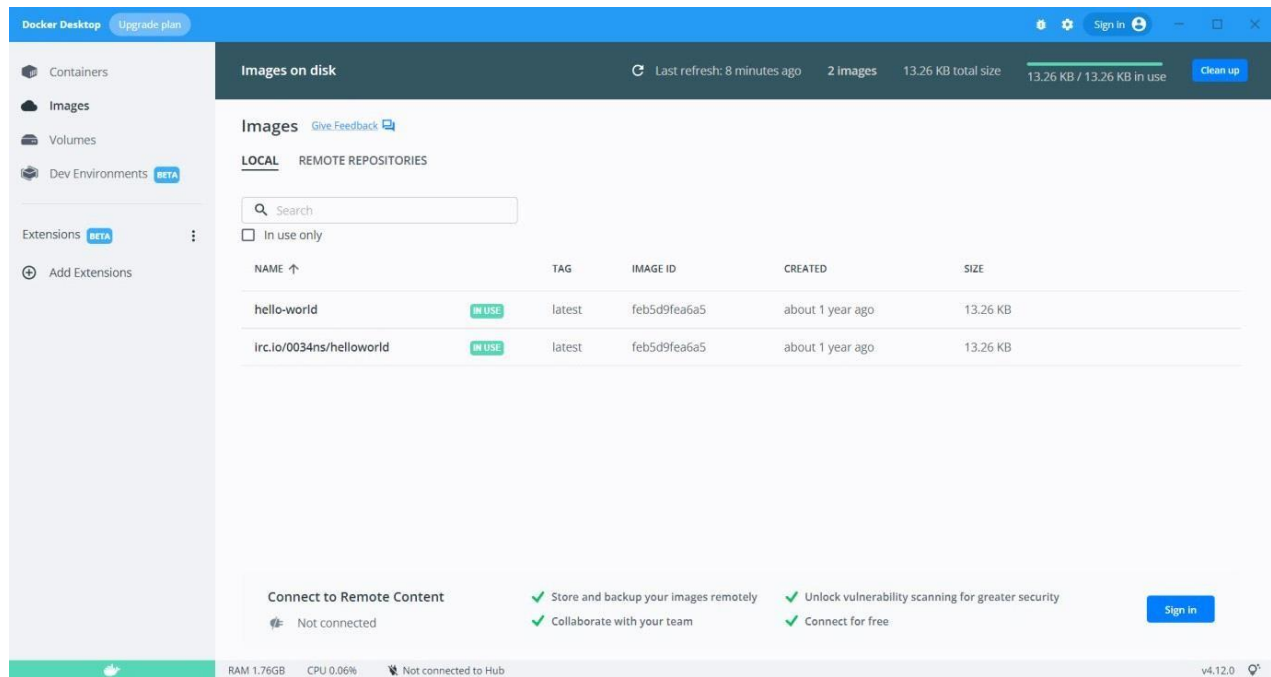 Docker Desktop Upgrade plan Sign in
Containers
Images
Volumes
Dev Environments BETA
Extensions BETA
Add Extensions
Images on disk Last refresh: 8 minutes ago 2 images 13.26 KB total size 13.26 KB / 13.26 KB in use Clean up
Images Give Feedback
LOCAL REMOTE REPOSITORIES
Search
In use only
NAME TAG IMAGE ID CREATED SIZE
hello-world IN USE latest feb5d9fea6a5 about 1 year ago 13.26 KB
irc.io/0034ns/helloworld IN USE latest feb5d9fea6a5 about 1 year ago 13.26 KB
Connect to Remote Content
Not connected
Store and backup your images remotely Unlock vulnerability scanning for greater security
Collaborate with your team Connect for free
Sign in
RAM 1.76GB CPU 0.06% Not connected to Hub v4.12.0